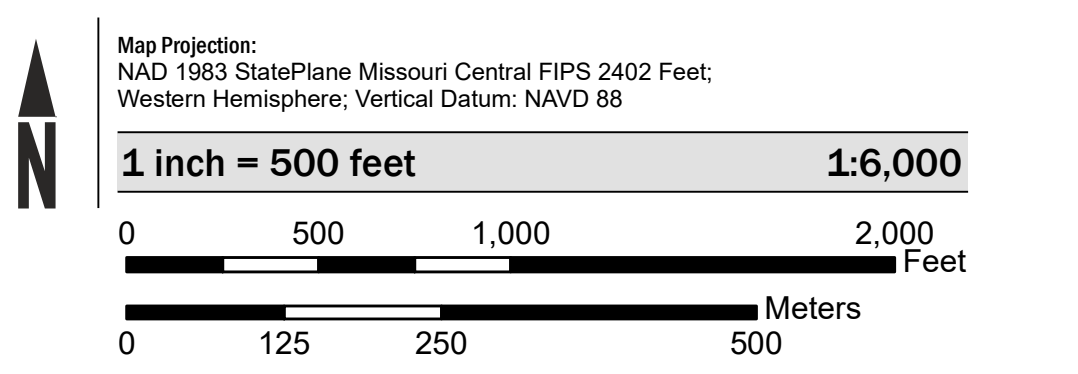 N
Map Projection:
NAD 1983 StatePlane Missouri Central FIPS 2402 Feet;
Western Hemisphere; Vertical Datum: NAVD 88
1 inch = 500 feet 1:6,000
0 500 1,000 2,000
Feet
Meters
0 125 250 500